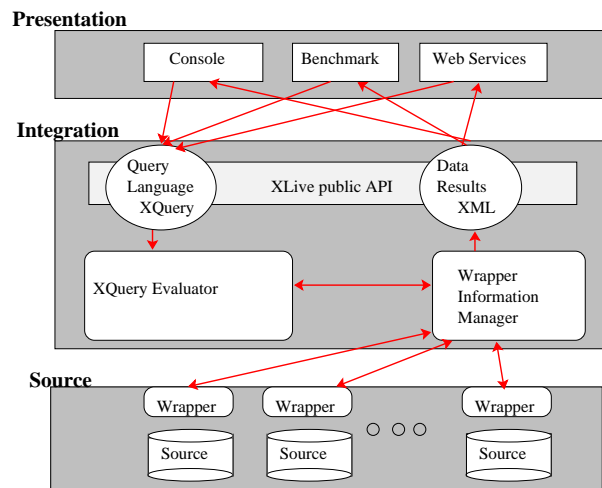 Presentation
Console
Benchmark
Web Services
Integration
Query
Language
XQuery
XLive public API
Data
Results
XML
XQuery Evaluator
Wrapper
Information
Manager
Source
Wrapper
Wrapper
Wrapper
Source
Source
Source